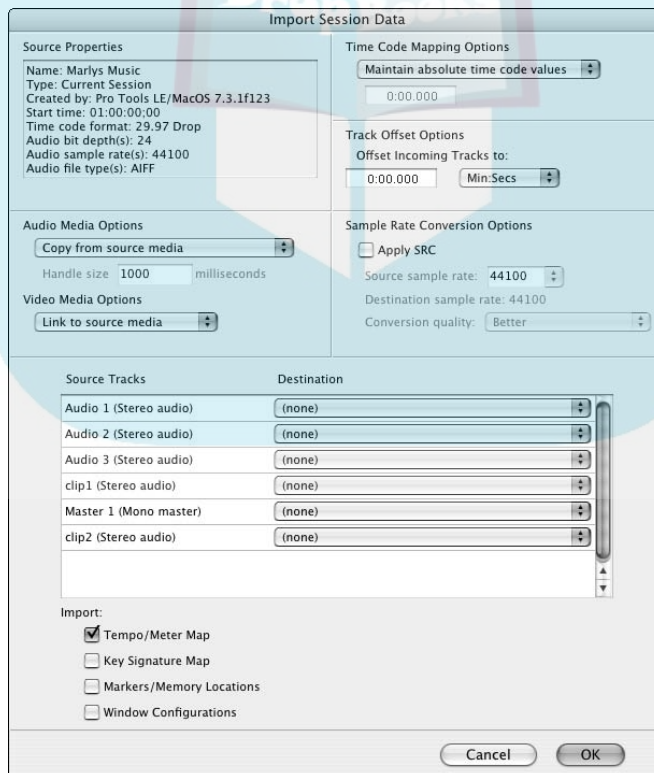 Import Session Data
Source Properties
Name: Marlys Music
Type: Current Session
Created by: Pro Tools LE/MacOS 7.3.1f123
Start time: 01:00:00;00
Time code format: 29.97 Drop
Audio bit depth(s): 24
Audio sample rate(s): 44100
Audio file type(s): AIFF
Time Code Mapping Options
Maintain absolute time code values
0:00.000
Track Offset Options
Offset Incoming Tracks to:
0:00.000 Min:Secs
Audio Media Options
Copy from source media
Handle size 1000 milliseconds
Video Media Options
Link to source media
Sample Rate Conversion Options
Apply SRC
Source sample rate: 44100
Destination sample rate: 44100
Conversion quality: Better
Source Tracks Destination
Audio 1 (Stereo audio) (none)
Audio 2 (Stereo audio) (none)
Audio 3 (Stereo audio) (none)
clip1 (Stereo audio) (none)
Master 1 (Mono master) (none)
clip2 (Stereo audio) (none)
Import:
Tempo/Meter Map
Key Signature Map
Markers/Memory Locations
Window Configurations
Cancel OK